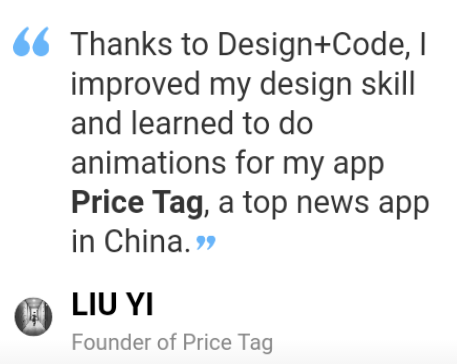 “ Thanks to Design+Code, I
improved my design skill
and learned to do
animations for my app
Price Tag, a top news app
in China. ”
LIU YI
Founder of Price Tag